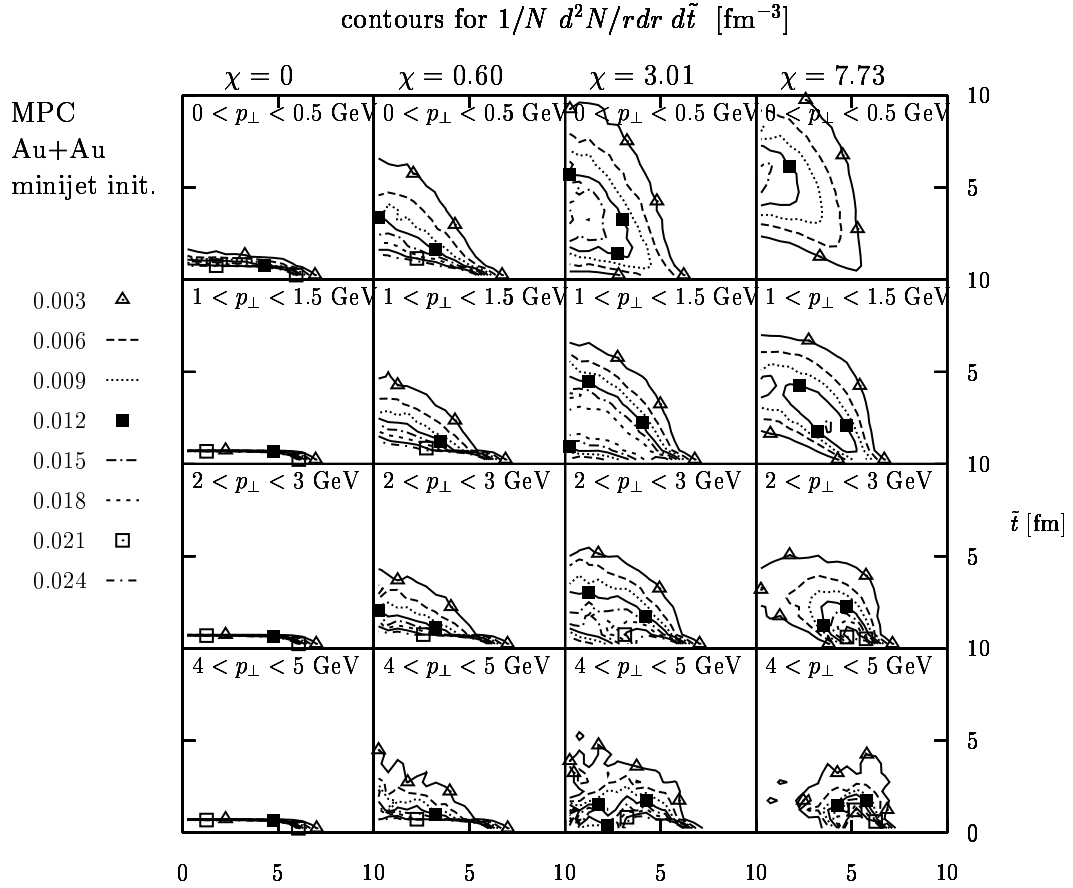 contours for 1/N d²N/rdr dt̃ [fm⁻³]
χ = 0 χ = 0.60 χ = 3.01 χ = 7.73
MPC
Au+Au
minijet init.
0 < p⊥ < 0.5 GeV 0 < p⊥ < 0.5 GeV 0 < p⊥ < 0.5 GeV 0 < p⊥ < 0.5 GeV
10
5
10
1 < p⊥ < 1.5 GeV 1 < p⊥ < 1.5 GeV 1 < p⊥ < 1.5 GeV 1 < p⊥ < 1.5 GeV
5
10
2 < p⊥ < 3 GeV 2 < p⊥ < 3 GeV 2 < p⊥ < 3 GeV 2 < p⊥ < 3 GeV
t̃ [fm]
5
10
4 < p⊥ < 5 GeV 4 < p⊥ < 5 GeV 4 < p⊥ < 5 GeV 4 < p⊥ < 5 GeV
5
0
0.003
0.006
0.009
0.012
0.015
0.018
0.021
0.024
0 5 10 5 10 5 10 5 10